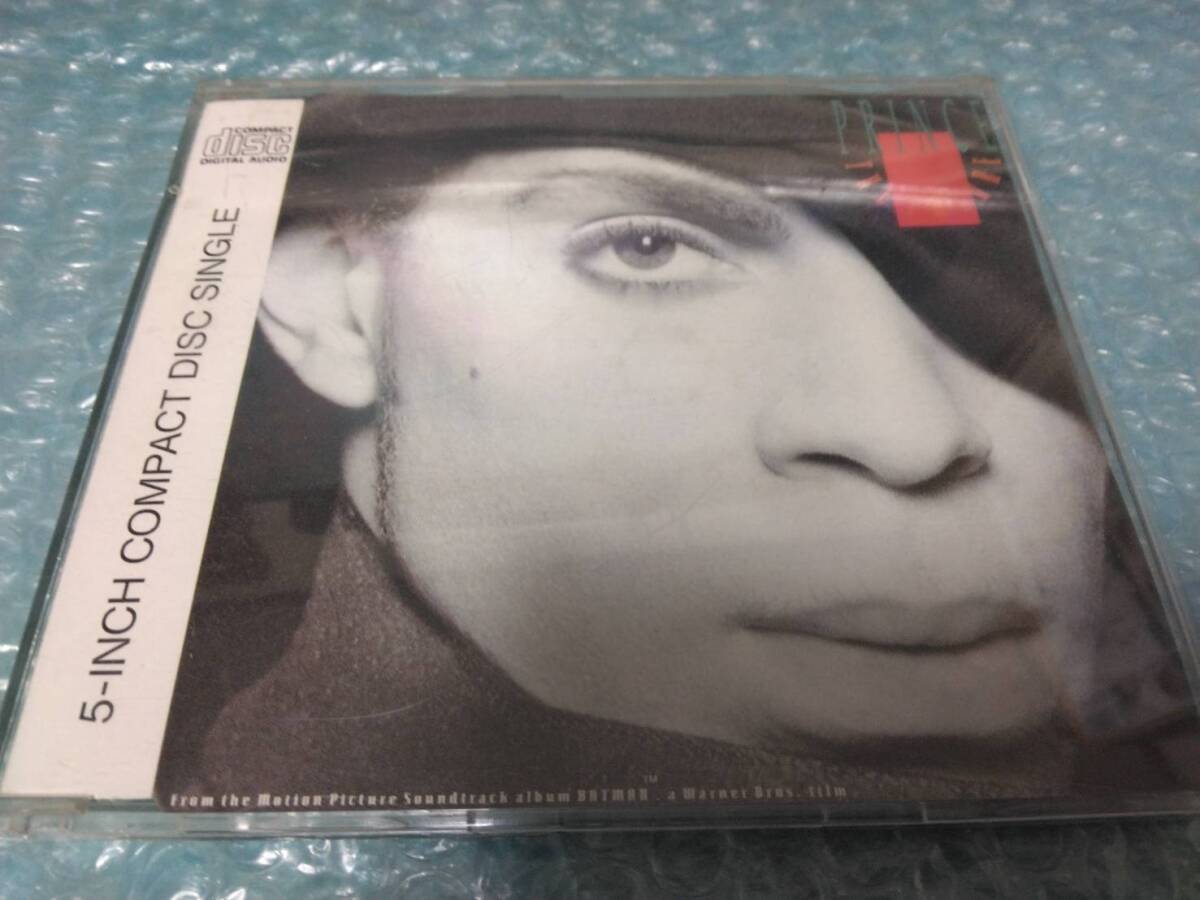 COMPACT
disc
DIGITAL AUDIO
5-INCH COMPACT DISC SINGLE
PRINCE
From the Motion Picture Soundtrack album BATMAN™. a Warner Bros. film.